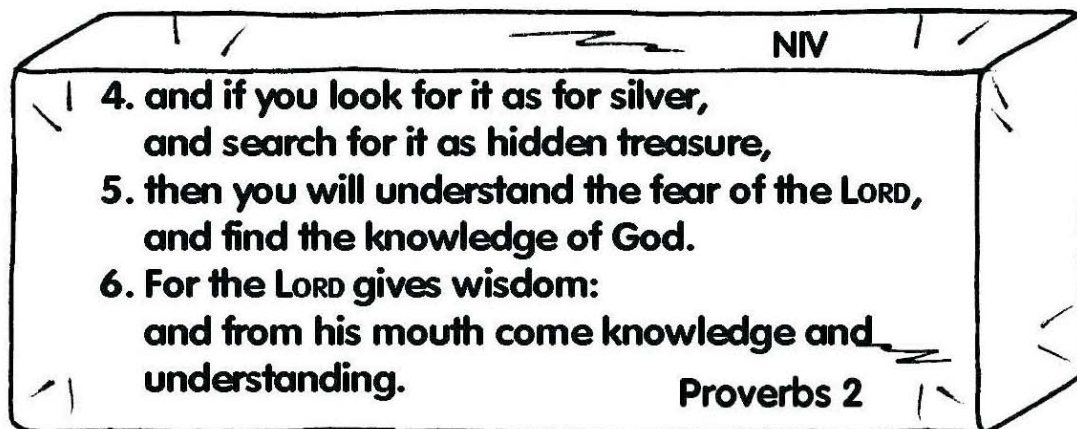 NIV
4. and if you look for it as for silver,
and search for it as hidden treasure,
5. then you will understand the fear of the LORD,
and find the knowledge of God.
6. For the LORD gives wisdom:
and from his mouth come knowledge and
understanding.
Proverbs 2